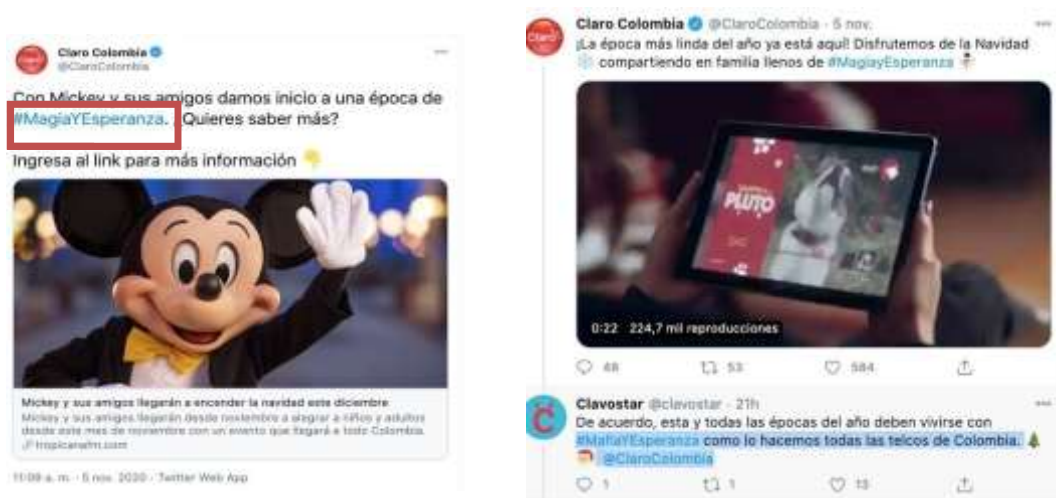 Claro Colombia
@ClaroColombia
Con Mickey y sus amigos damos inicio a una época de
#MagiaYEsperanza. ¿Quieres saber más?
Ingresa al link para más información 👇
Mickey y sus amigos llegarán a encender la navidad este diciembre
Mickey y sus amigos llegarán desde noviembre a alegrar a niños y adultos
desde este mes de noviembre con un evento que llegará a todo Colombia.
tropicanafm.com
11:09 a. m. · 5 nov. 2020 · Twitter Web App
Claro Colombia @ClaroColombia · 5 nov.
¡La época más linda del año ya está aquí! Disfrutemos de la Navidad
❄️ compartiendo en familia llenos de #MagiayEsperanza ⛄
Claro
PLUTO
0:22 224,7 mil reproducciones
48 53 584
Clavostar @clavostar · 21h
De acuerdo, esta y todas las épocas del año deben vivirse con
#MafiaYEsperanza como lo hacemos todas las telcos de Colombia. 🎄
🎅 @ClaroColombia
1 1 13